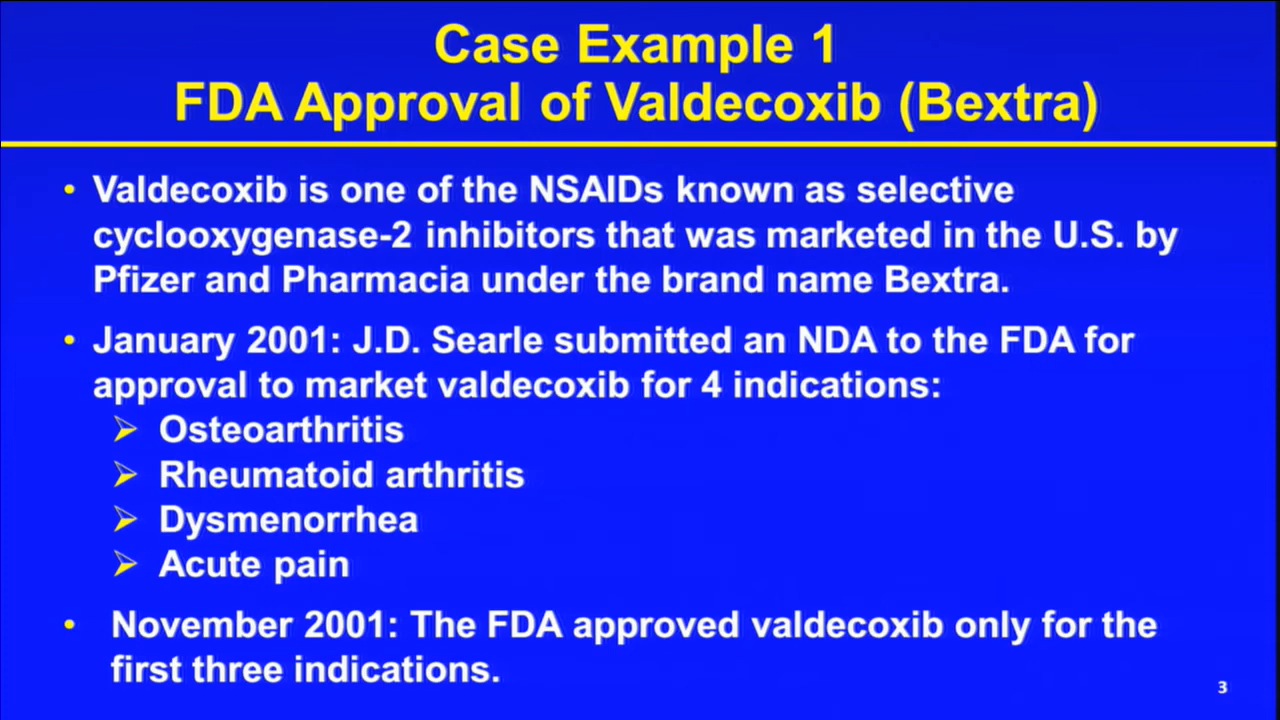 Case Example 1
FDA Approval of Valdecoxib (Bextra)
• Valdecoxib is one of the NSAIDs known as selective
cyclooxygenase-2 inhibitors that was marketed in the U.S. by
Pfizer and Pharmacia under the brand name Bextra.
• January 2001: J.D. Searle submitted an NDA to the FDA for
approval to market valdecoxib for 4 indications:
➢ Osteoarthritis
➢ Rheumatoid arthritis
➢ Dysmenorrhea
➢ Acute pain
• November 2001: The FDA approved valdecoxib only for the
first three indications.
3